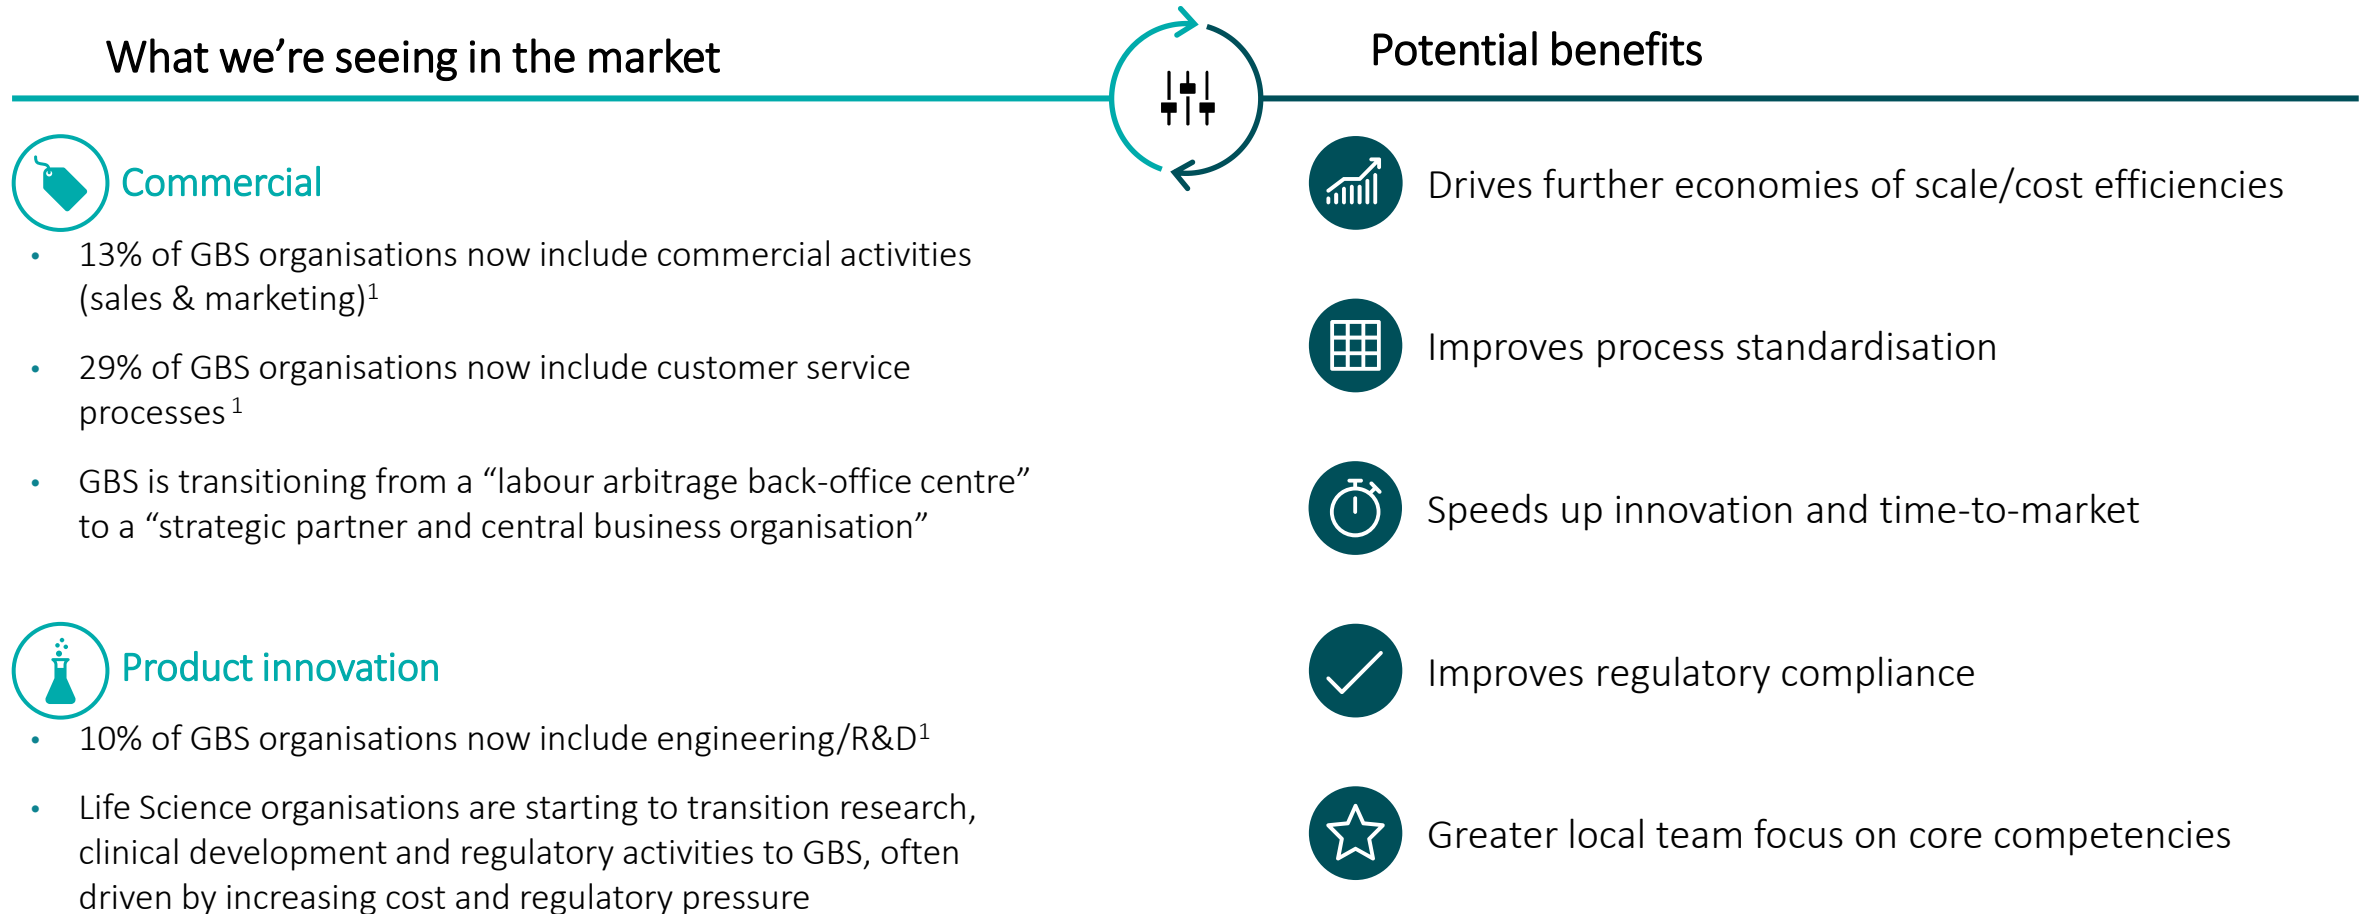 What we’re seeing in the market
Commercial
• 13% of GBS organisations now include commercial activities
(sales & marketing)1
• 29% of GBS organisations now include customer service
processes 1
• GBS is transitioning from a “labour arbitrage back-office centre”
to a “strategic partner and central business organisation”
Product innovation
• 10% of GBS organisations now include engineering/R&D1
• Life Science organisations are starting to transition research,
clinical development and regulatory activities to GBS, often
driven by increasing cost and regulatory pressure
Potential benefits
Drives further economies of scale/cost efficiencies
Improves process standardisation
Speeds up innovation and time-to-market
Improves regulatory compliance
Greater local team focus on core competencies